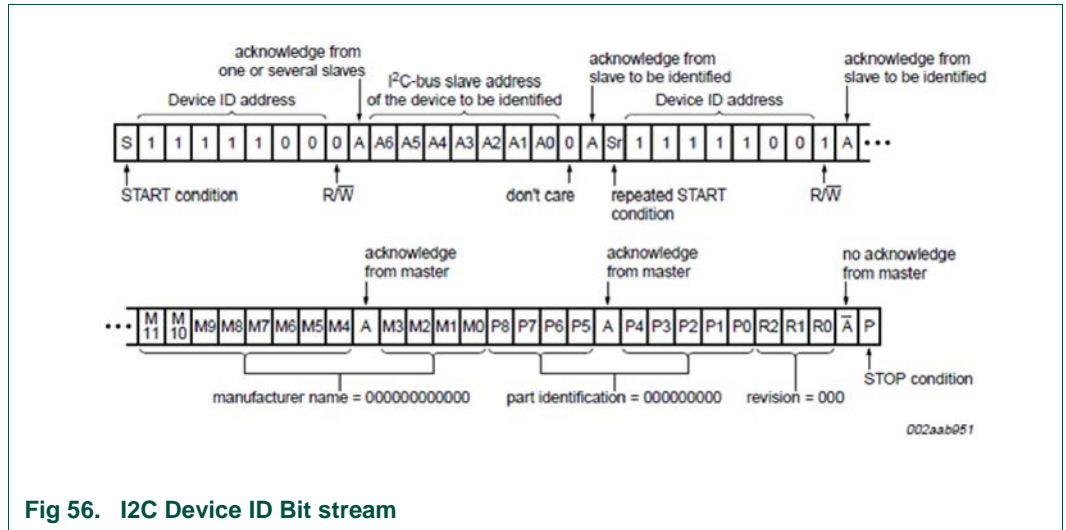 acknowledge from
one or several slaves
I²C-bus slave address
of the device to be identified
acknowledge from
slave to be identified
acknowledge from
slave to be identified
Device ID address
Device ID address
S 1 1 1 1 1 0 0 0 A A6 A5 A4 A3 A2 A1 A0 0 A Sr 1 1 1 1 1 0 0 1 A •••
START condition
R/W̅
don't care
repeated START
condition
R/W̅
acknowledge
from master
acknowledge
from master
no acknowledge
from master
••• M11 M10 M9 M8 M7 M6 M5 M4 A M3 M2 M1 M0 P8 P7 P6 P5 A P4 P3 P2 P1 P0 R2 R1 R0 A̅ P
manufacturer name = 000000000000
part identification = 000000000
revision = 000
STOP condition
002aab951
Fig 56. I2C Device ID Bit stream